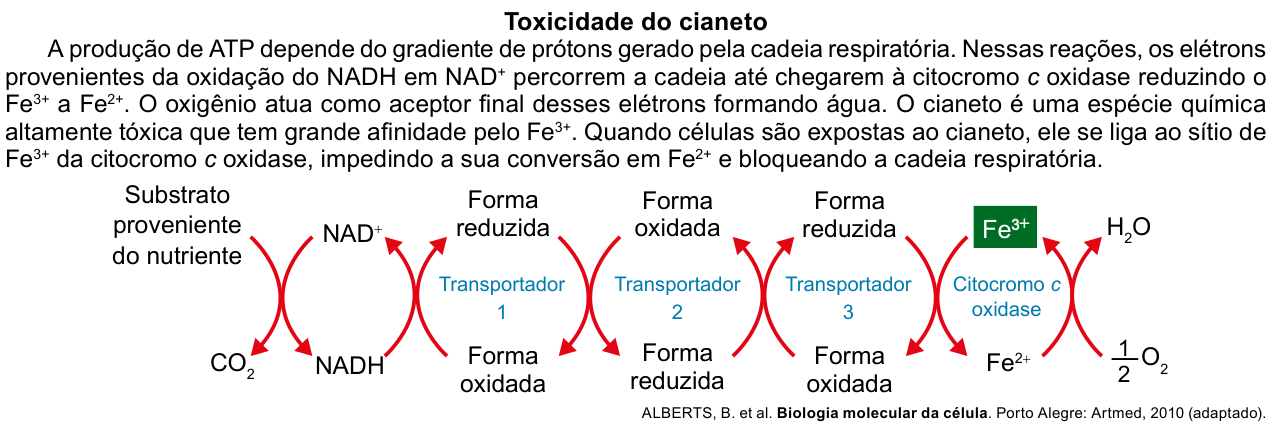 Toxicidade do cianeto
A produção de ATP depende do gradiente de prótons gerado pela cadeia respiratória. Nessas reações, os elétrons
provenientes da oxidação do NADH em NAD⁺ percorrem a cadeia até chegarem à citocromo c oxidase reduzindo o
Fe³⁺ a Fe²⁺. O oxigênio atua como aceptor final desses elétrons formando água. O cianeto é uma espécie química
altamente tóxica que tem grande afinidade pelo Fe³⁺. Quando células são expostas ao cianeto, ele se liga ao sítio de
Fe³⁺ da citocromo c oxidase, impedindo a sua conversão em Fe²⁺ e bloqueando a cadeia respiratória.
Substrato
proveniente
do nutriente
NAD⁺
Forma
reduzida
Forma
oxidada
Forma
reduzida
Fe³⁺
H₂O
Transportador
1
Transportador
2
Transportador
3
Citocromo c
oxidase
CO₂
NADH
Forma
oxidada
Forma
reduzida
Forma
oxidada
Fe²⁺
1/2 O₂
ALBERTS, B. et al. Biologia molecular da célula. Porto Alegre: Artmed, 2010 (adaptado).